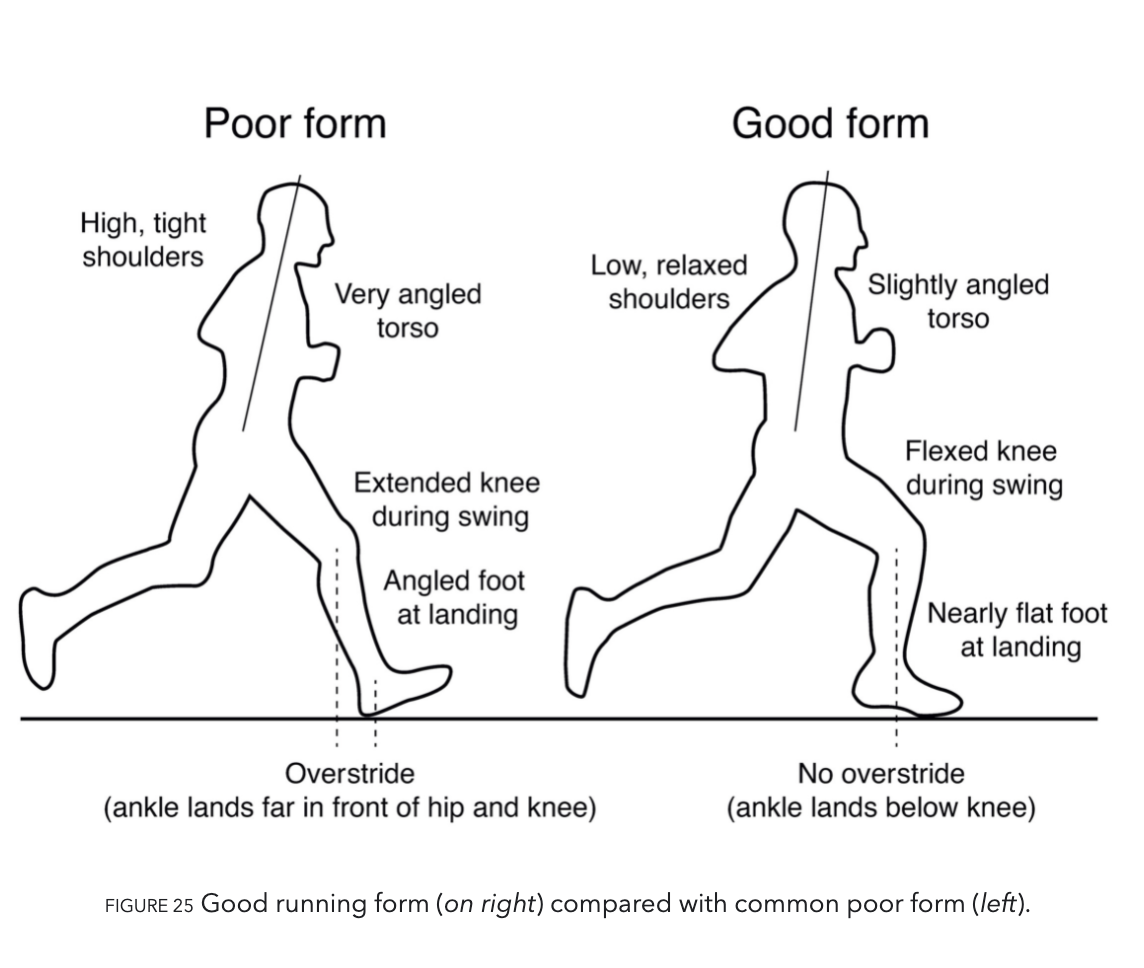 Poor form
High, tight
shoulders
Very angled
torso
Extended knee
during swing
Angled foot
at landing
Overstride
(ankle lands far in front of hip and knee)
Good form
Low, relaxed
shoulders
Slightly angled
torso
Flexed knee
during swing
Nearly flat foot
at landing
No overstride
(ankle lands below knee)
FIGURE 25 Good running form (on right) compared with common poor form (left).